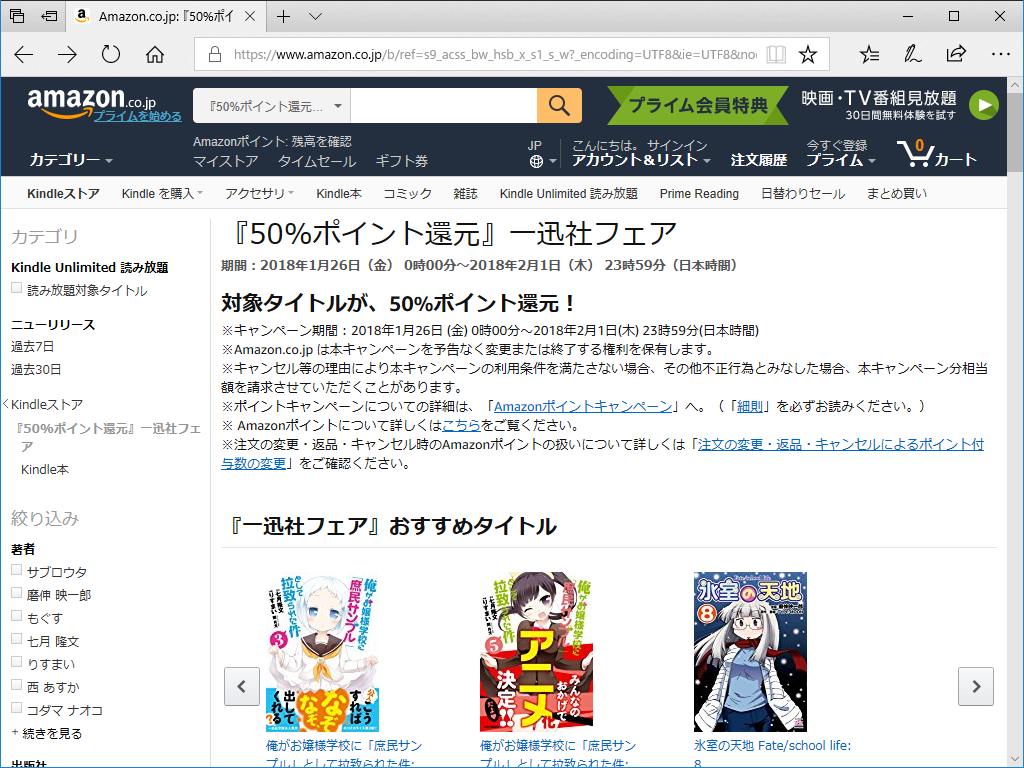 Amazon.co.jp: 『50%ポイ
https://www.amazon.co.jp/b/ref=s9_acss_bw_hsb_x_s1_s_w?_encoding=UTF8&ie=UTF8&no
amazon.co.jp
プライムを始める
『50%ポイント還元...
プライム会員特典
映画・TV番組見放題
30日間無料体験を試す
カテゴリー
Amazonポイント: 残高を確認
マイストア タイムセール ギフト券
JP
こんにちは。 サインイン
アカウント&リスト
注文履歴
今すぐ登録
プライム
0
カート
Kindleストア Kindle を購入 アクセサリ Kindle本 コミック 雑誌 Kindle Unlimited 読み放題 Prime Reading 日替わりセール まとめ買い
カテゴリ
Kindle Unlimited 読み放題
読み放題対象タイトル
ニューリリース
過去7日
過去30日
Kindleストア
『50%ポイント還元』一迅社フェ
ア
Kindle本
絞り込み
著者
サブロウタ
磨伸 映一郎
もぐす
七月 隆文
りすまい
西 あすか
コダマ ナオコ
+ 続きを見る
出版社
『50%ポイント還元』一迅社フェア
期間：2018年1月26日（金） 0時00分～2018年2月1日（木） 23時59分（日本時間）
対象タイトルが、50%ポイント還元！
※キャンペーン期間：2018年1月26日 (金) 0時00分～2018年2月1日(木) 23時59分(日本時間)
※Amazon.co.jp は本キャンペーンを予告なく変更または終了する権利を保有します。
※キャンセル等の理由により本キャンペーンの利用条件を満たさない場合、その他不正行為とみなした場合、本キャンペーン分相当
額を請求させていただくことがあります。
※ポイントキャンペーンについての詳細は、「Amazonポイントキャンペーン」へ。（「細則」を必ずお読みください。）
※ Amazonポイントについて詳しくはこちらをご覧ください。
※注文の変更・返品・キャンセル時のAmazonポイントの扱いについて詳しくは「注文の変更・返品・キャンセルによるポイント付
与数の変更」をご確認ください。
『一迅社フェア』おすすめタイトル
俺がお嬢様学校に
「庶民サンプル」
として
拉致られた件
3
七月隆文
りすまい
なぜ
なぜ
出して
くれる?
俺がお嬢様学校に
「庶民サンプル」
として
拉致られた件
5
七月隆文
りすまい
みんなの
おかげで
アニメ化
決定!!
Fate/school life
氷室の天地
8
俺がお嬢様学校に「庶民サン
プル」として拉致られた件:
俺がお嬢様学校に「庶民サン
プル」として拉致られた件:
氷室の天地 Fate/school life:
8